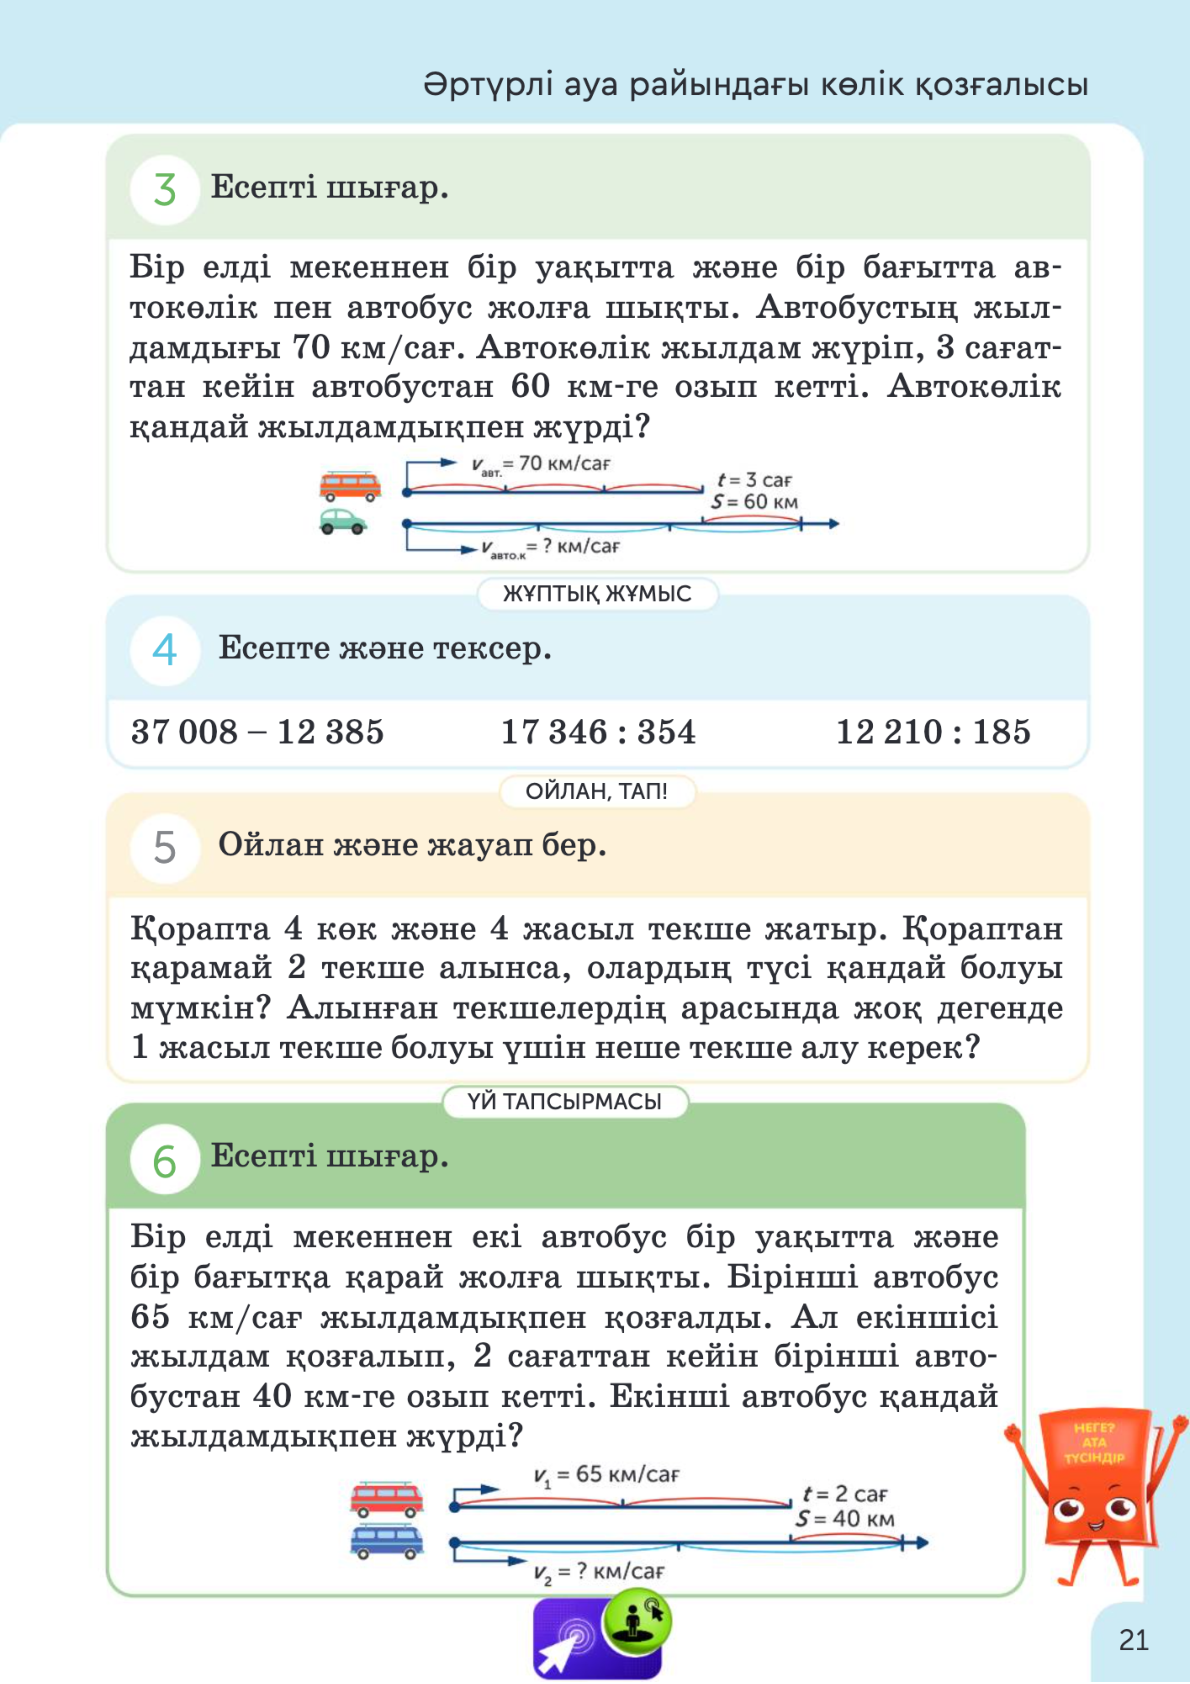 Әртүрлі ауа райындағы көлік қозғалысы
3 Есепті шығар.
Бір елді мекеннен бір уақытта және бір бағытта ав-
токөлік пен автобус жолға шықты. Автобустың жыл-
дамдығы 70 км/сағ. Автокөлік жылдам жүріп, 3 сағат-
тан кейін автобустан 60 км-ге озып кетті. Автокөлік
қандай жылдамдықпен жүрді?
vавт. = 70 км/сағ
t = 3 сағ
S = 60 км
vавто.к = ? км/сағ
ЖҰПТЫҚ ЖҰМЫС
4 Есепте және тексер.
37 008 – 12 385 17 346 : 354 12 210 : 185
ОЙЛАН, ТАП!
5 Ойлан және жауап бер.
Қорапта 4 көк және 4 жасыл текше жатыр. Қораптан
қарамай 2 текше алынса, олардың түсі қандай болуы
мүмкін? Алынған текшелердің арасында жоқ дегенде
1 жасыл текше болуы үшін неше текше алу керек?
ҮЙ ТАПСЫРМАСЫ
6 Есепті шығар.
Бір елді мекеннен екі автобус бір уақытта және
бір бағытқа қарай жолға шықты. Бірінші автобус
65 км/сағ жылдамдықпен қозғалды. Ал екіншісі
жылдам қозғалып, 2 сағаттан кейін бірінші авто-
бустан 40 км-ге озып кетті. Екінші автобус қандай
жылдамдықпен жүрді?
v1 = 65 км/сағ
t = 2 сағ
S = 40 км
v2 = ? км/сағ
НЕГЕ?
АТА
ТҮСІНДІР
21